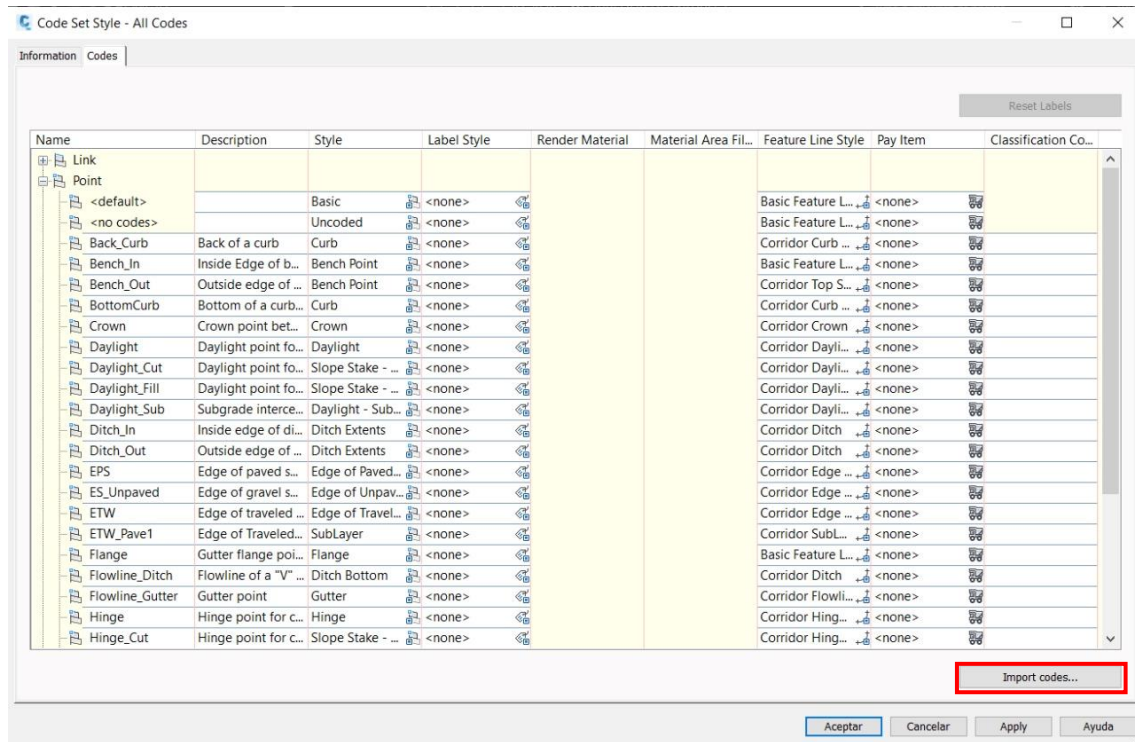 Code Set Style - All Codes
Information Codes
Reset Labels
Name Description Style Label Style Render Material Material Area Fil... Feature Line Style Pay Item Classification Co...
Link
Point
<default> Basic <none> Basic Feature L... <none>
<no codes> Uncoded <none> Basic Feature L... <none>
Back_Curb Back of a curb Curb <none> Corridor Curb ... <none>
Bench_In Inside Edge of b... Bench Point <none> Basic Feature L... <none>
Bench_Out Outside edge of ... Bench Point <none> Corridor Top S... <none>
BottomCurb Bottom of a curb... Curb <none> Corridor Curb ... <none>
Crown Crown point bet... Crown <none> Corridor Crown <none>
Daylight Daylight point fo... Daylight <none> Corridor Dayli... <none>
Daylight_Cut Daylight point fo... Slope Stake - ... <none> Corridor Dayli... <none>
Daylight_Fill Daylight point fo... Slope Stake - ... <none> Corridor Dayli... <none>
Daylight_Sub Subgrade interce... Daylight - Sub... <none> Corridor Dayli... <none>
Ditch_In Inside edge of di... Ditch Extents <none> Corridor Ditch <none>
Ditch_Out Outside edge of ... Ditch Extents <none> Corridor Ditch <none>
EPS Edge of paved s... Edge of Paved... <none> Corridor Edge ... <none>
ES_Unpaved Edge of gravel s... Edge of Unpav... <none> Corridor Edge ... <none>
ETW Edge of traveled ... Edge of Travel... <none> Corridor Edge ... <none>
ETW_Pave1 Edge of Traveled... SubLayer <none> Corridor SubL... <none>
Flange Gutter flange poi... Flange <none> Basic Feature L... <none>
Flowline_Ditch Flowline of a "V" ... Ditch Bottom <none> Corridor Ditch <none>
Flowline_Gutter Gutter point Gutter <none> Corridor Flowli... <none>
Hinge Hinge point for c... Hinge <none> Corridor Hing... <none>
Hinge_Cut Hinge point for c... Slope Stake - ... <none> Corridor Hing... <none>
Import codes...
Aceptar Cancelar Apply Ayuda